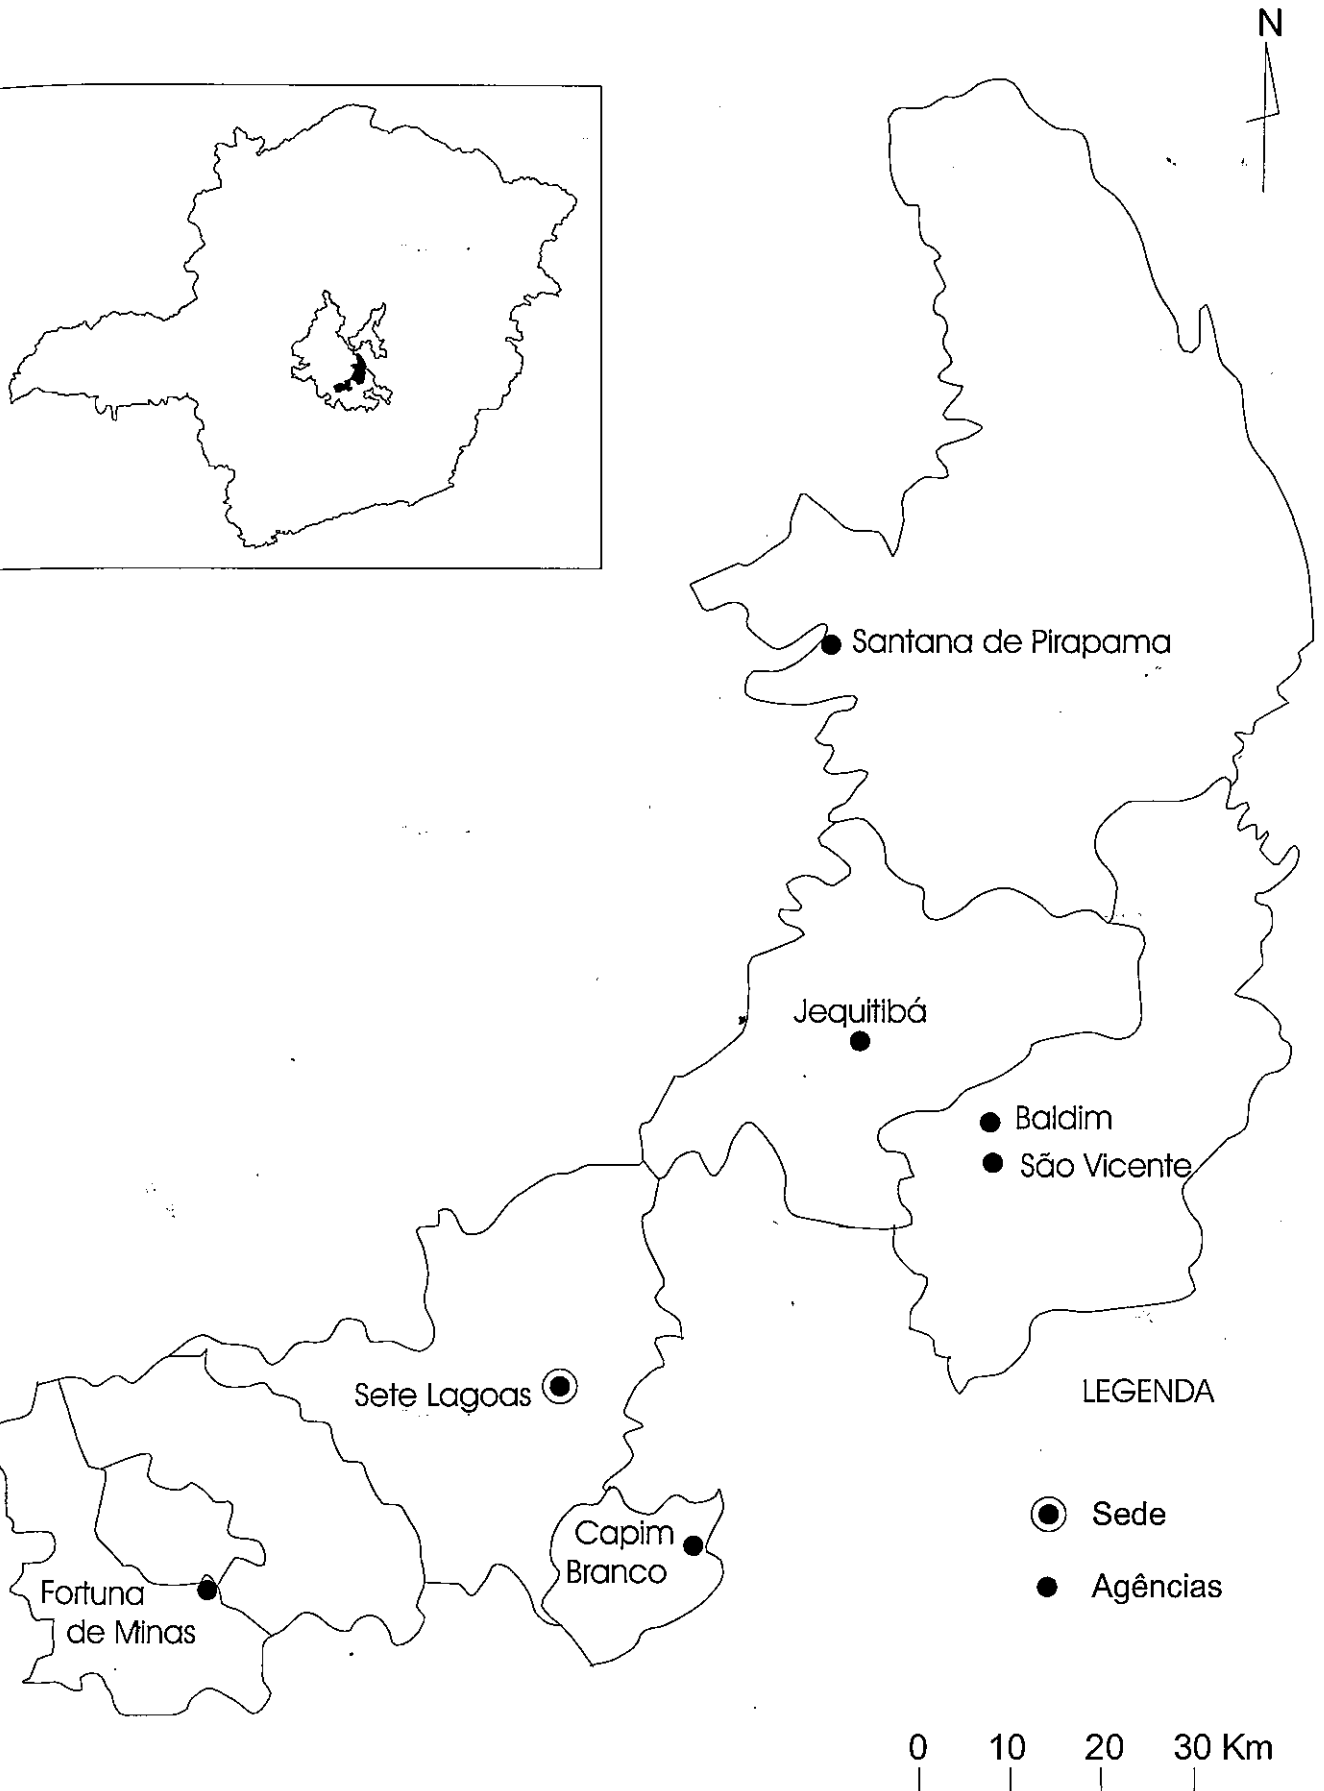 N
Santana de Pirapama
Jequitibá
Baldim
São Vicente
Sete Lagoas
LEGENDA
Sede
Capim
Branco
Agências
Fortuna
de Minas
0 10 20 30 Km